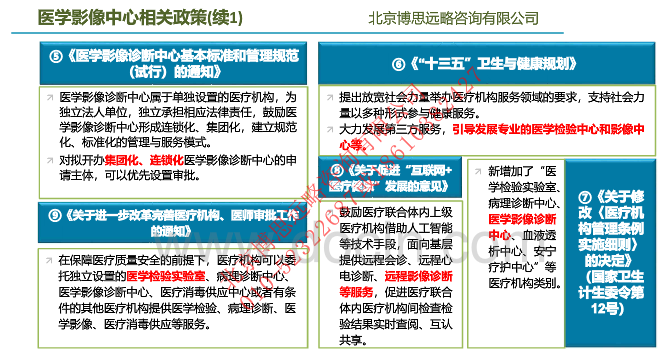 医学影像中心相关政策(续1)
北京博思远略咨询有限公司
⑤《医学影像诊断中心基本标准和管理规范
(试行）的通知》
医学影像诊断中心属于单独设置的医疗机构，为
独立法人单位，独立承担相应法律责任，鼓励医
学影像诊断中心形成连锁化、集团化，建立规范
化、标准化的管理与服务模式。
对拟开办集团化、连锁化医学影像诊断中心的申
请主体，可以优先设置审批。
⑥《“十三五”卫生与健康规划》
提出放宽社会力量举办医疗机构服务领域的要求，支持社会力
量以多种形式参与健康服务。
大力发展第三方服务，引导发展专业的医学检验中心和影像中
心等。
⑨《关于进一步改革完善医疗机构、医师审批工作
的通知》
在保障医疗质量安全的前提下，医疗机构可以委
托独立设置的医学检验实验室、病理诊断中心、
医学影像诊断中心、医疗消毒供应中心或者有条
件的其他医疗机构提供医学检验、病理诊断、医
学影像、医疗消毒供应等服务。
《关于促进“互联网+
医疗健康”发展的意见》
鼓励医疗联合体内上级
医疗机构借助人工智能
等技术手段，面向基层
提供远程会诊、远程心
电诊断、远程影像诊断
等服务，促进医疗联合
体内医疗机构间检查检
验结果实时查阅、互认
共享。
新增加了“医
学检验实验室、
病理诊断中心、
医学影像诊断
中心、血液透
析中心、安宁
疗护中心”等
医疗机构类别。
⑦《关于修
改〈医疗机
构管理条例
实施细则〉
的决定》
（国家卫生
计生委令第
12号）